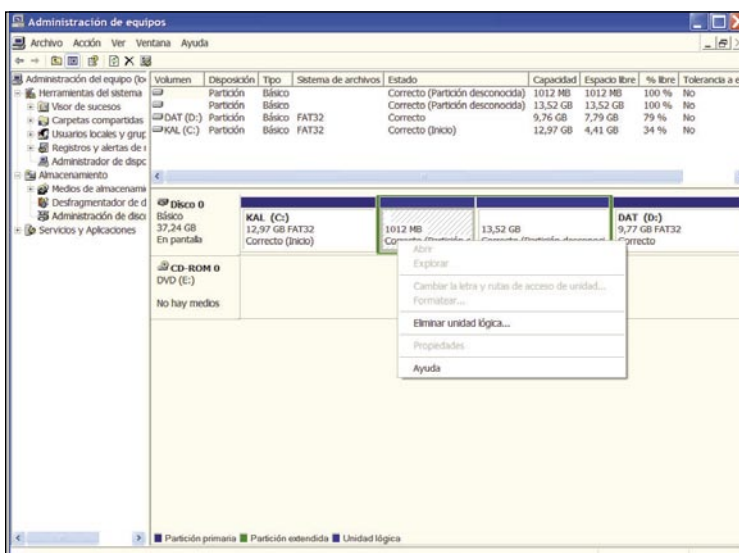 Administración de equipos
Archivo Acción Ver Ventana Ayuda
Administración del equipo (lo
Herramientas del sistema
Visor de sucesos
Carpetas compartidas
Usuarios locales y grup
Registros y alertas de r
Administrador de dispo
Almacenamiento
Medios de almacenami
Desfragmentador de d
Administración de disco
Servicios y Aplicaciones
Volumen Disposición Tipo Sistema de archivos Estado Capacidad Espacio libre % libre Tolerancia a e
Partición Básico Correcto (Partición desconocida) 1012 MB 1012 MB 100 % No
Partición Básico Correcto (Partición desconocida) 13,52 GB 13,52 GB 100 % No
DAT (D:) Partición Básico FAT32 Correcto 9,76 GB 7,79 GB 79 % No
KAL (C:) Partición Básico FAT32 Correcto (Inicio) 12,97 GB 4,41 GB 34 % No
Disco 0
Básico
37,24 GB
En pantalla
KAL (C:)
12,97 GB FAT32
Correcto (Inicio)
1012 MB
Correcto (Partición d
13,52 GB
Correcto (Partición desconoci
DAT (D:)
9,77 GB FAT32
Correcto
CD-ROM 0
DVD (E:)
No hay medios
Abrir
Explorar
Cambiar la letra y rutas de acceso de unidad...
Formatear...
Eliminar unidad lógica...
Propiedades
Ayuda
Partición primaria Partición extendida Unidad lógica